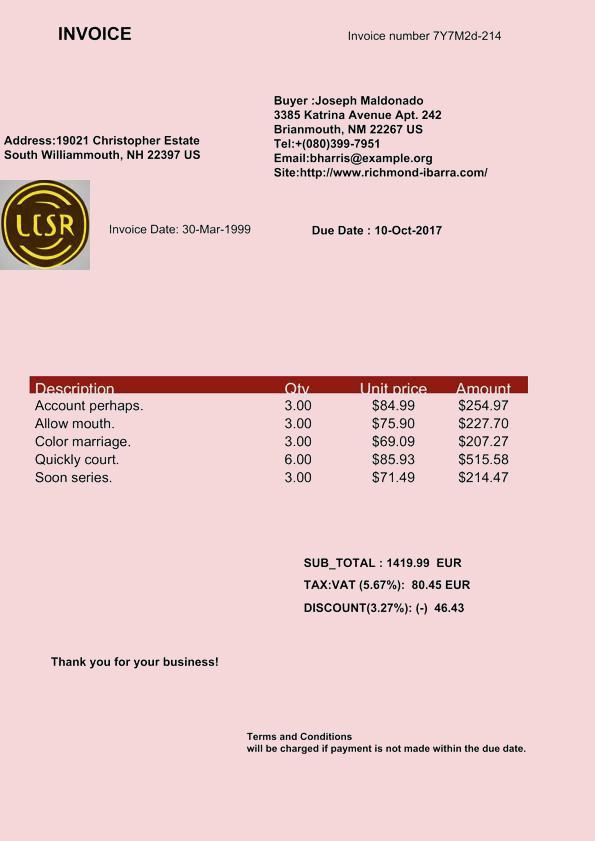 INVOICE
Invoice number 7Y7M2d-214
Buyer :Joseph Maldonado
3385 Katrina Avenue Apt. 242
Brianmouth, NM 22267 US
Tel:+(080)399-7951
Email:bharris@example.org
Site:http://www.richmond-ibarra.com/
Address:19021 Christopher Estate
South Williammouth, NH 22397 US
LCSR
Invoice Date: 30-Mar-1999
Due Date : 10-Oct-2017
Description Qty Unit price Amount
Account perhaps. 3.00 $84.99 $254.97
Allow mouth. 3.00 $75.90 $227.70
Color marriage. 3.00 $69.09 $207.27
Quickly court. 6.00 $85.93 $515.58
Soon series. 3.00 $71.49 $214.47
SUB_TOTAL : 1419.99 EUR
TAX:VAT (5.67%): 80.45 EUR
DISCOUNT(3.27%): (-) 46.43
Thank you for your business!
Terms and Conditions
will be charged if payment is not made within the due date.